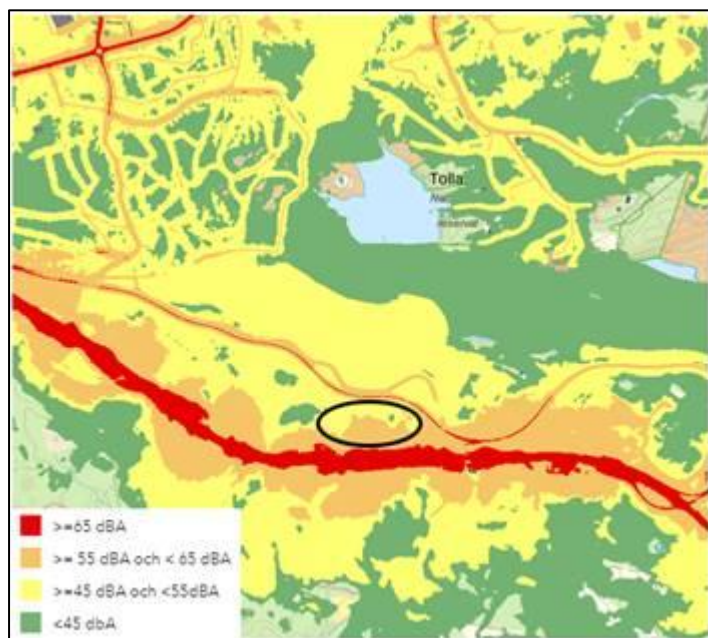 Tolla
>=65 dBA
>= 55 dBA och < 65 dBA
>=45 dBA och <55dBA
<45 dbA